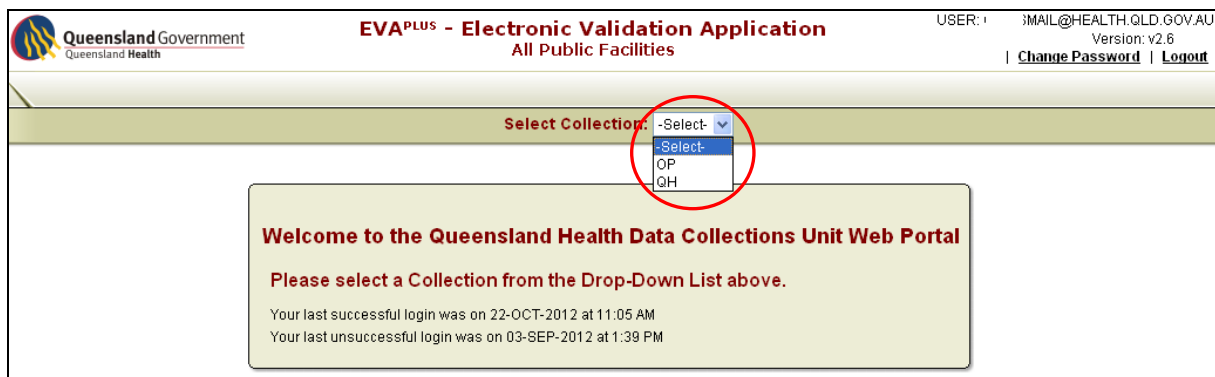 Queensland Government
Queensland Health
EVAPLUS - Electronic Validation Application
All Public Facilities
USER: MAIL@HEALTH.QLD.GOV.AU
Version: v2.6
| Change Password | Logout
Select Collection: -Select-
-Select-
OP
QH
Welcome to the Queensland Health Data Collections Unit Web Portal
Please select a Collection from the Drop-Down List above.
Your last successful login was on 22-OCT-2012 at 11:05 AM
Your last unsuccessful login was on 03-SEP-2012 at 1:39 PM